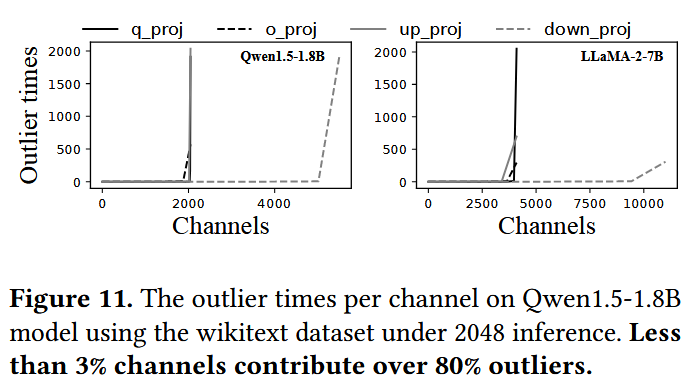 q_proj o_proj up_proj down_proj
Outlier times
2000
1500
1000
500
0
Qwen1.5-1.8B
0 2000 4000
Channels
2000
1500
1000
500
0
LLaMA-2-7B
0 2500 5000 7500 10000
Channels
Figure 11. The outlier times per channel on Qwen1.5-1.8B
model using the wikitext dataset under 2048 inference. Less
than 3% channels contribute over 80% outliers.